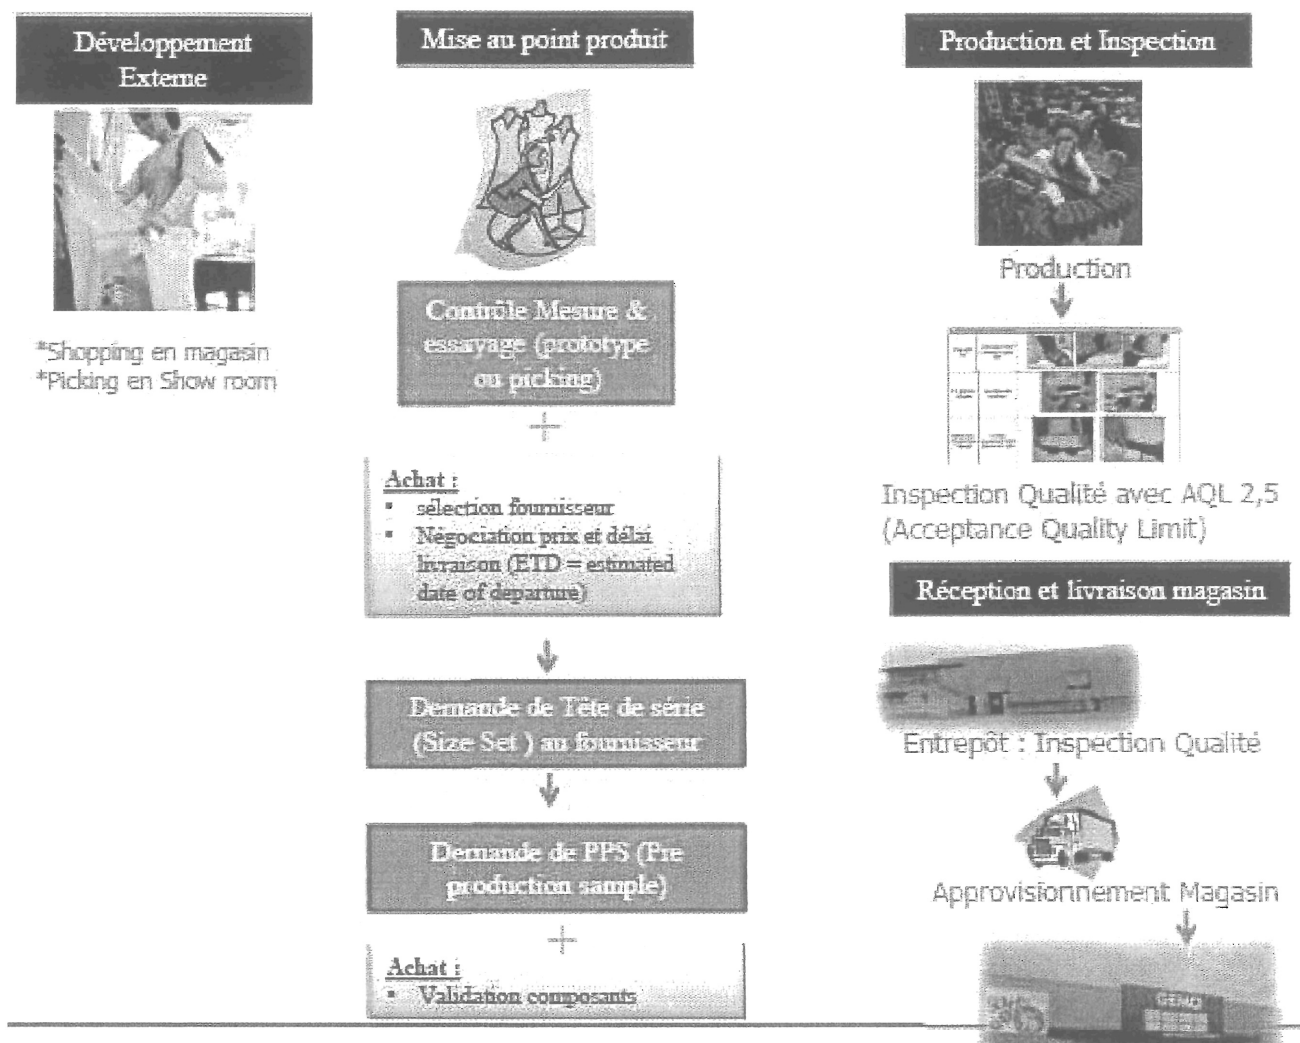 Développement
Externe
*Shopping en magasin
*Picking en Show room
Mise au point produit
Contrôle Mesure &
essayage (prototype
ou picking)
+
Achat :
▪ sélection fournisseur
▪ Négociation prix et délai
livraison (ETD = estimated
date of departure)
Demande de Tête de série
(Size Set ) au fournisseur
Demande de PPS (Pre
production sample)
+
Achat :
▪ Validation composants
Production et Inspection
Production
Inspection Qualité avec AQL 2,5
(Acceptance Quality Limit)
Réception et livraison magasin
Entrepôt : Inspection Qualité
Approvisionnement Magasin
GEMO